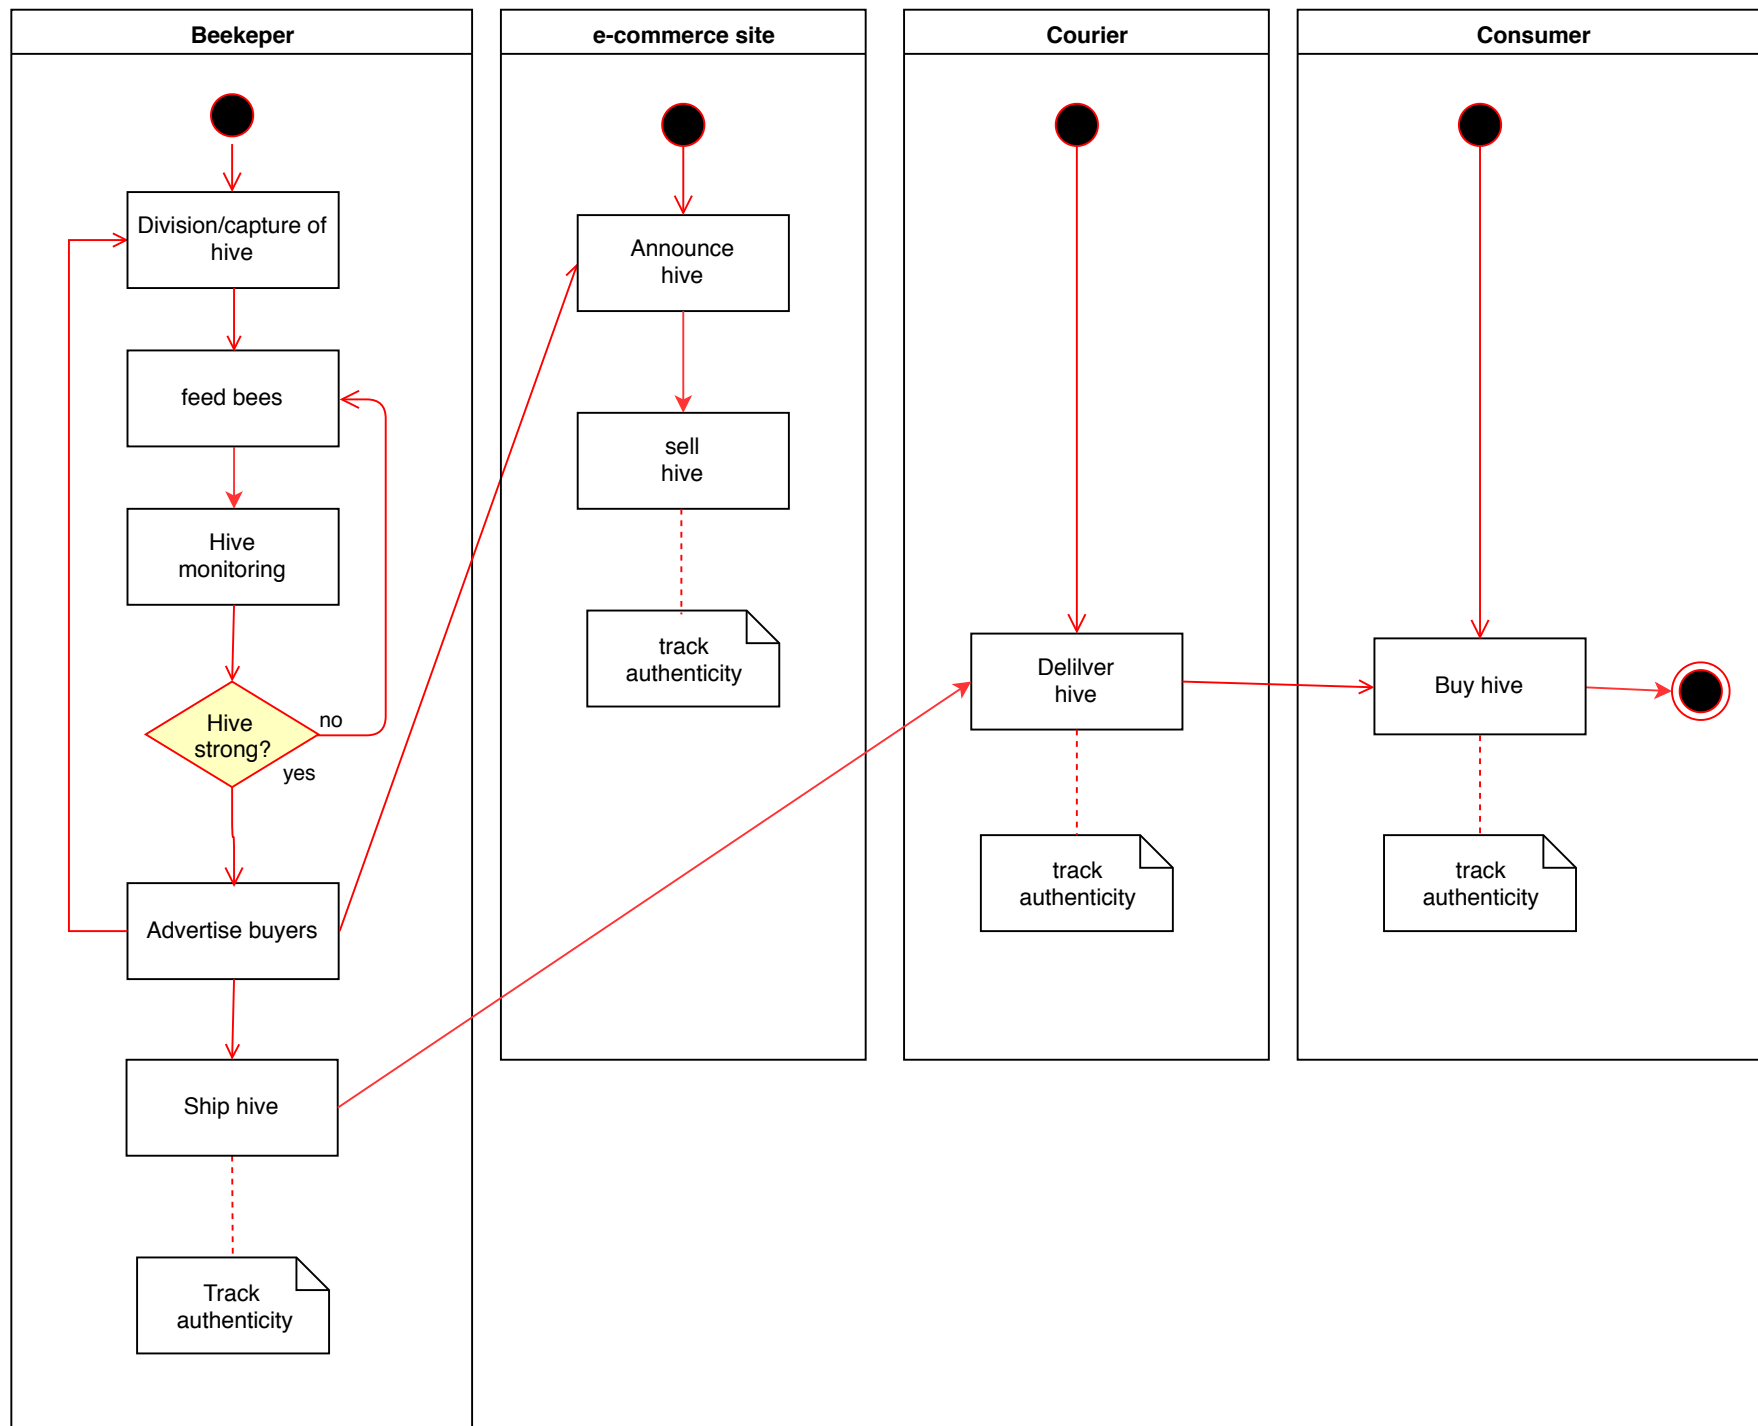 Beekeper
Division/capture of
hive
feed bees
Hive
monitoring
Hive
strong?
no
yes
Advertise buyers
Ship hive
Track
authenticity
e-commerce site
Announce
hive
sell
hive
track
authenticity
Courier
Delilver
hive
track
authenticity
Consumer
Buy hive
track
authenticity